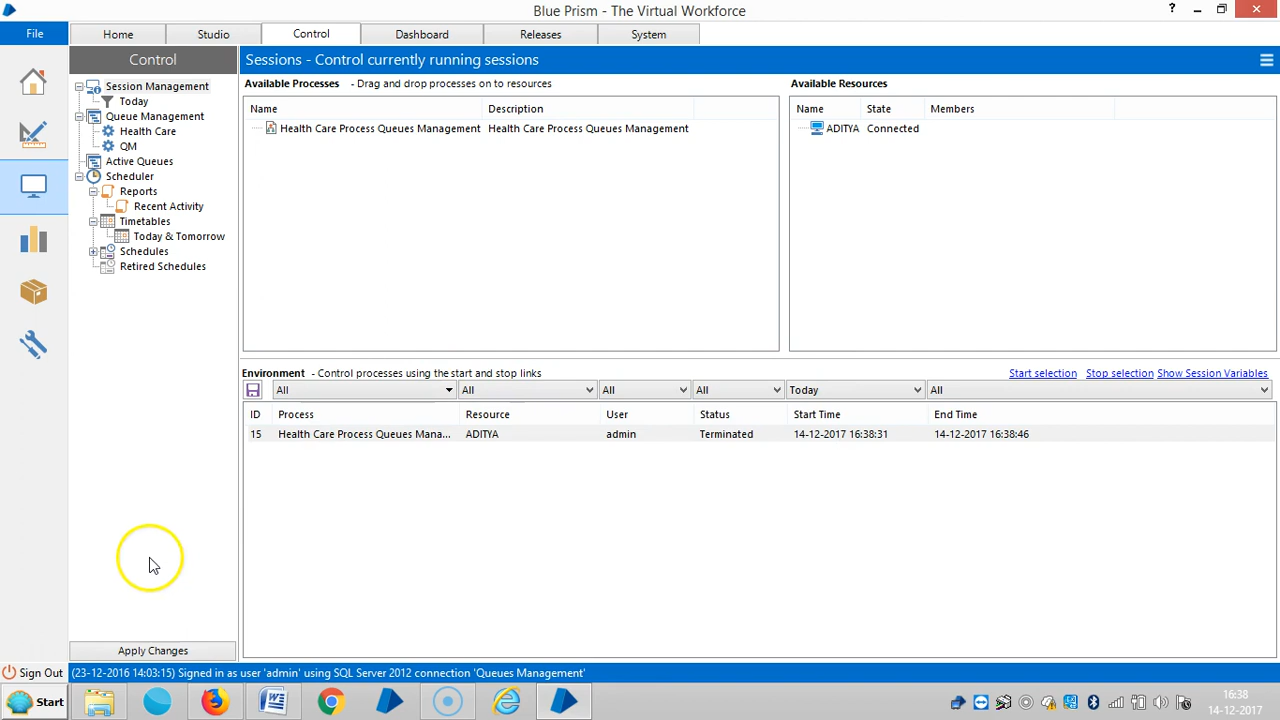 Blue Prism - The Virtual Workforce
?
File
Home
Studio
Control
Dashboard
Releases
System
Control
Sessions - Control currently running sessions
Session Management
Today
Queue Management
Health Care
QM
Active Queues
Scheduler
Reports
Recent Activity
Timetables
Today & Tomorrow
Schedules
Retired Schedules
Apply Changes
Available Processes - Drag and drop processes on to resources
Name Description
Health Care Process Queues Management Health Care Process Queues Management
Available Resources
Name State Members
ADITYA Connected
Environment - Control processes using the start and stop links
Start selection Stop selection Show Session Variables
All All All All Today All
ID Process Resource User Status Start Time End Time
15 Health Care Process Queues Mana... ADITYA admin Terminated 14-12-2017 16:38:31 14-12-2017 16:38:46
Sign Out
(23-12-2016 14:03:15) Signed in as user 'admin' using SQL Server 2012 connection 'Queues Management'
Start
16:38
14-12-2017